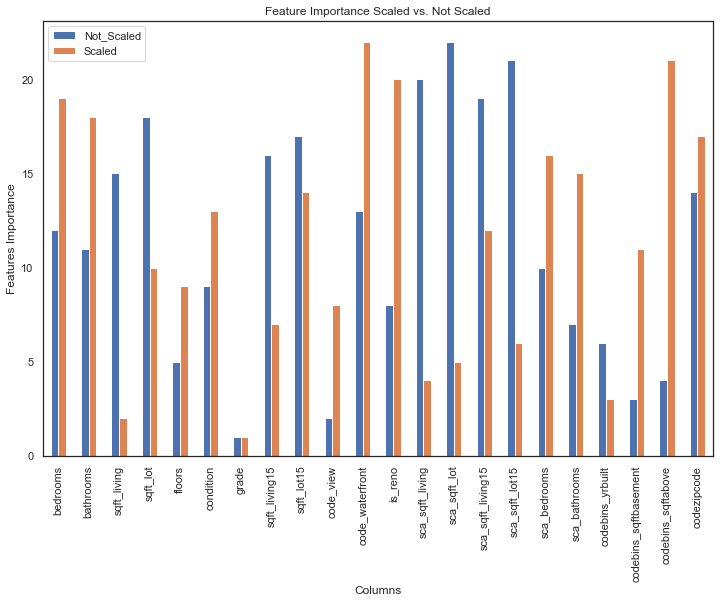 Feature Importance Scaled vs. Not Scaled
Not_Scaled
Scaled
Features Importance
20
15
10
5
0
bedrooms
bathrooms
sqft_living
sqft_lot
floors
condition
grade
sqft_living15
sqft_lot15
code_view
code_waterfront
is_reno
sca_sqft_living
sca_sqft_lot
sca_sqft_living15
sca_sqft_lot15
sca_bedrooms
sca_bathrooms
codebins_yrbuilt
codebins_sqftbasement
codebins_sqftabove
codezipcode
Columns